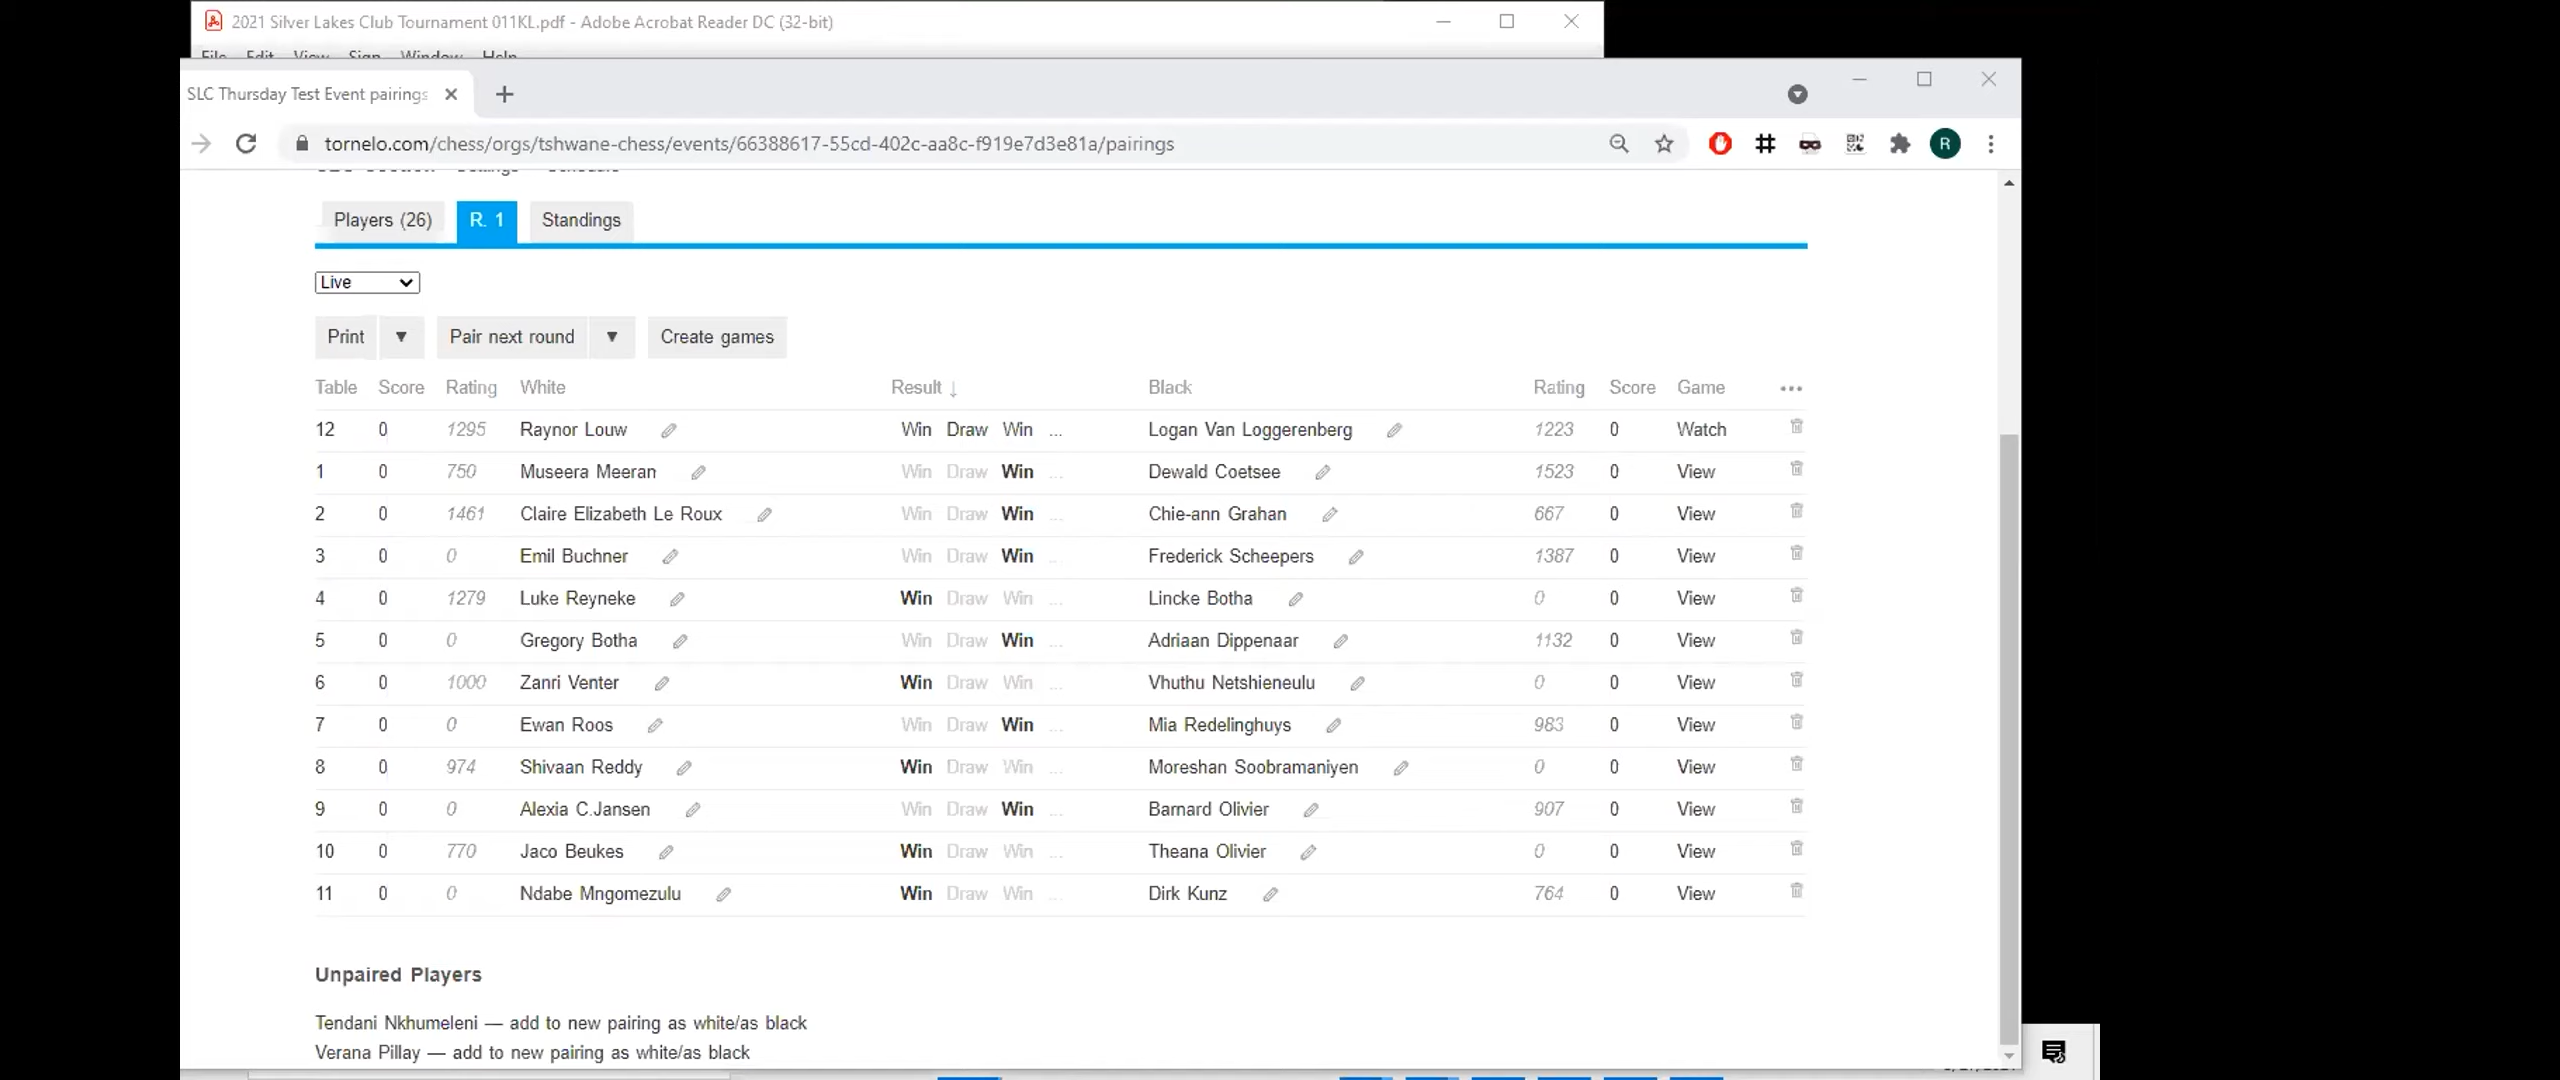 2021 Silver Lakes Club Tournament 011KL.pdf - Adobe Acrobat Reader DC (32-bit)
File Edit View Sign Window Help
SLC Thursday Test Event pairings
tornelo.com/chess/orgs/tshwane-chess/events/66388617-55cd-402c-aa8c-f919e7d3e81a/pairings
R
Players (26) R. 1 Standings
Live
Print Pair next round Create games
Table Score Rating White Result ↓ Black Rating Score Game ...
12 0 1295 Raynor Louw Win Draw Win ... Logan Van Loggerenberg 1223 0 Watch
1 0 750 Museera Meeran Win Draw Win ... Dewald Coetsee 1523 0 View
2 0 1461 Claire Elizabeth Le Roux Win Draw Win ... Chie-ann Grahan 667 0 View
3 0 0 Emil Buchner Win Draw Win ... Frederick Scheepers 1387 0 View
4 0 1279 Luke Reyneke Win Draw Win ... Lincke Botha 0 0 View
5 0 0 Gregory Botha Win Draw Win ... Adriaan Dippenaar 1132 0 View
6 0 1000 Zanri Venter Win Draw Win ... Vhuthu Netshieneulu 0 0 View
7 0 0 Ewan Roos Win Draw Win ... Mia Redelinghuys 983 0 View
8 0 974 Shivaan Reddy Win Draw Win ... Moreshan Soobramaniyen 0 0 View
9 0 0 Alexia C.Jansen Win Draw Win ... Barnard Olivier 907 0 View
10 0 770 Jaco Beukes Win Draw Win ... Theana Olivier 0 0 View
11 0 0 Ndabe Mngomezulu Win Draw Win ... Dirk Kunz 764 0 View
Unpaired Players
Tendani Nkhumeleni — add to new pairing as white/as black
Verana Pillay — add to new pairing as white/as black